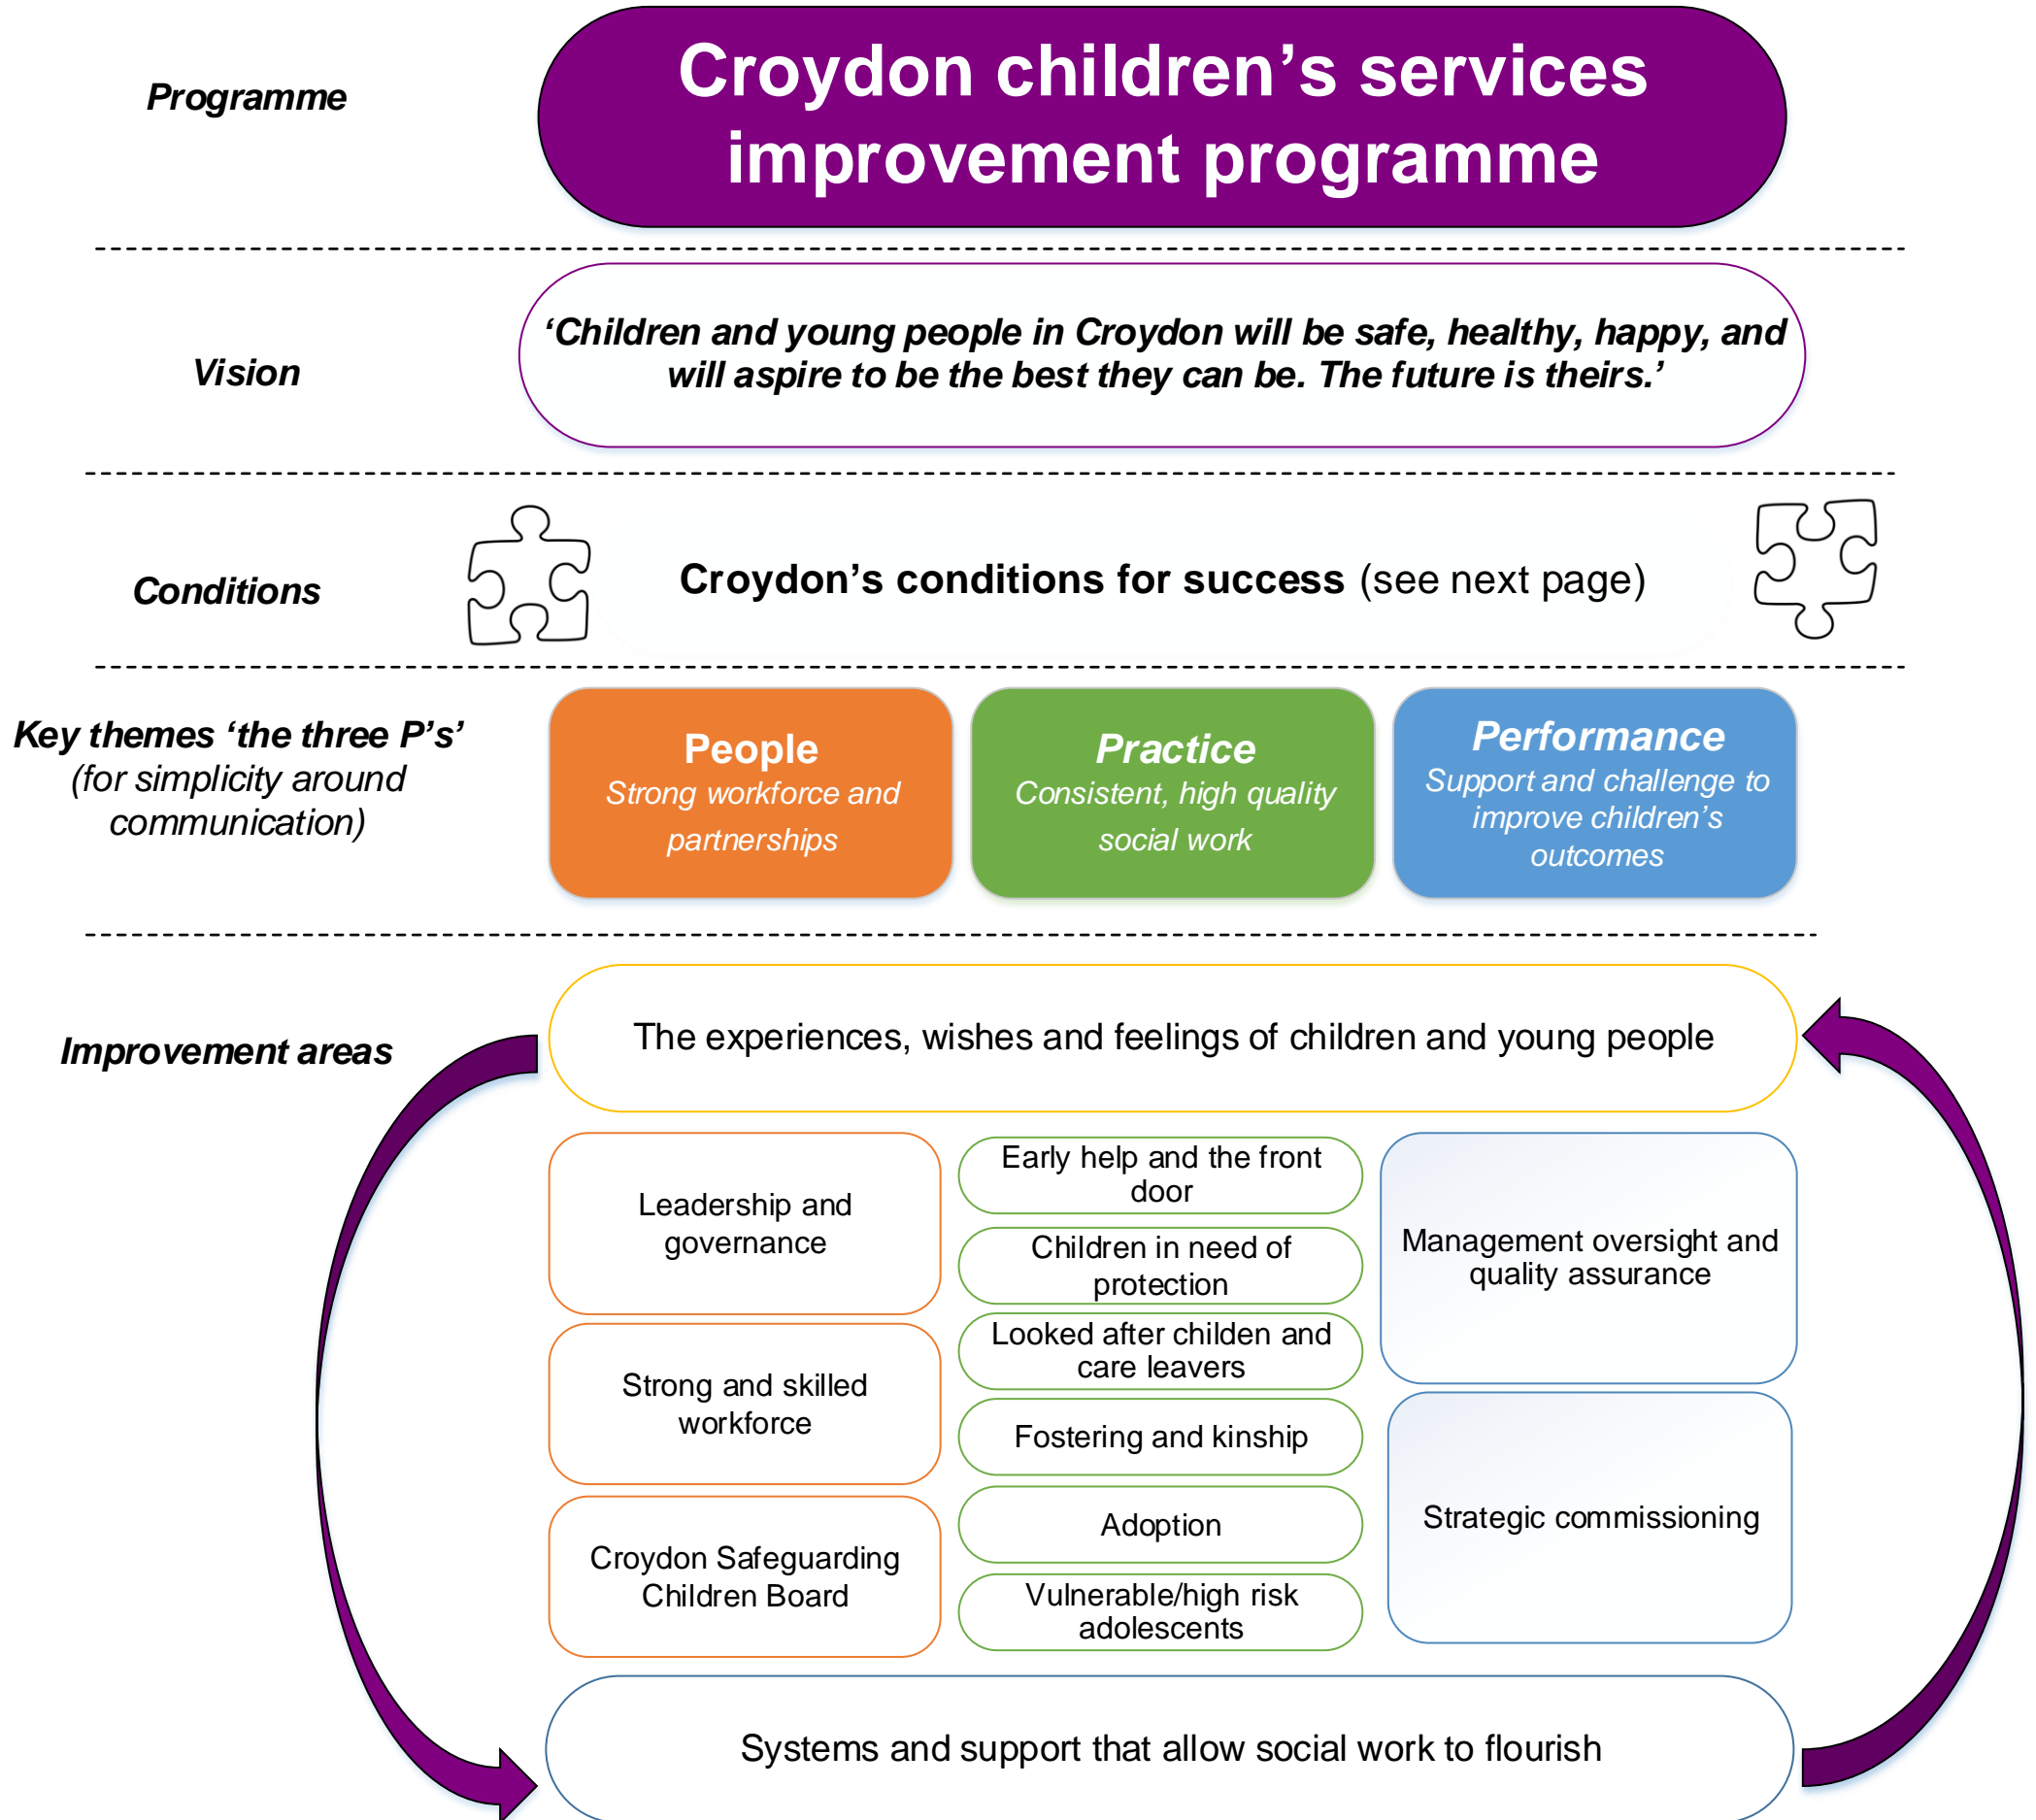 Programme
Croydon children’s services
improvement programme
Vision
‘Children and young people in Croydon will be safe, healthy, happy, and
will aspire to be the best they can be. The future is theirs.’
Conditions
Croydon’s conditions for success (see next page)
Key themes ‘the three P’s’
(for simplicity around
communication)
People
Strong workforce and
partnerships
Practice
Consistent, high quality
social work
Performance
Support and challenge to
improve children’s
outcomes
Improvement areas
The experiences, wishes and feelings of children and young people
Leadership and
governance
Strong and skilled
workforce
Croydon Safeguarding
Children Board
Early help and the front
door
Children in need of
protection
Looked after childen and
care leavers
Fostering and kinship
Adoption
Vulnerable/high risk
adolescents
Management oversight and
quality assurance
Strategic commissioning
Systems and support that allow social work to flourish